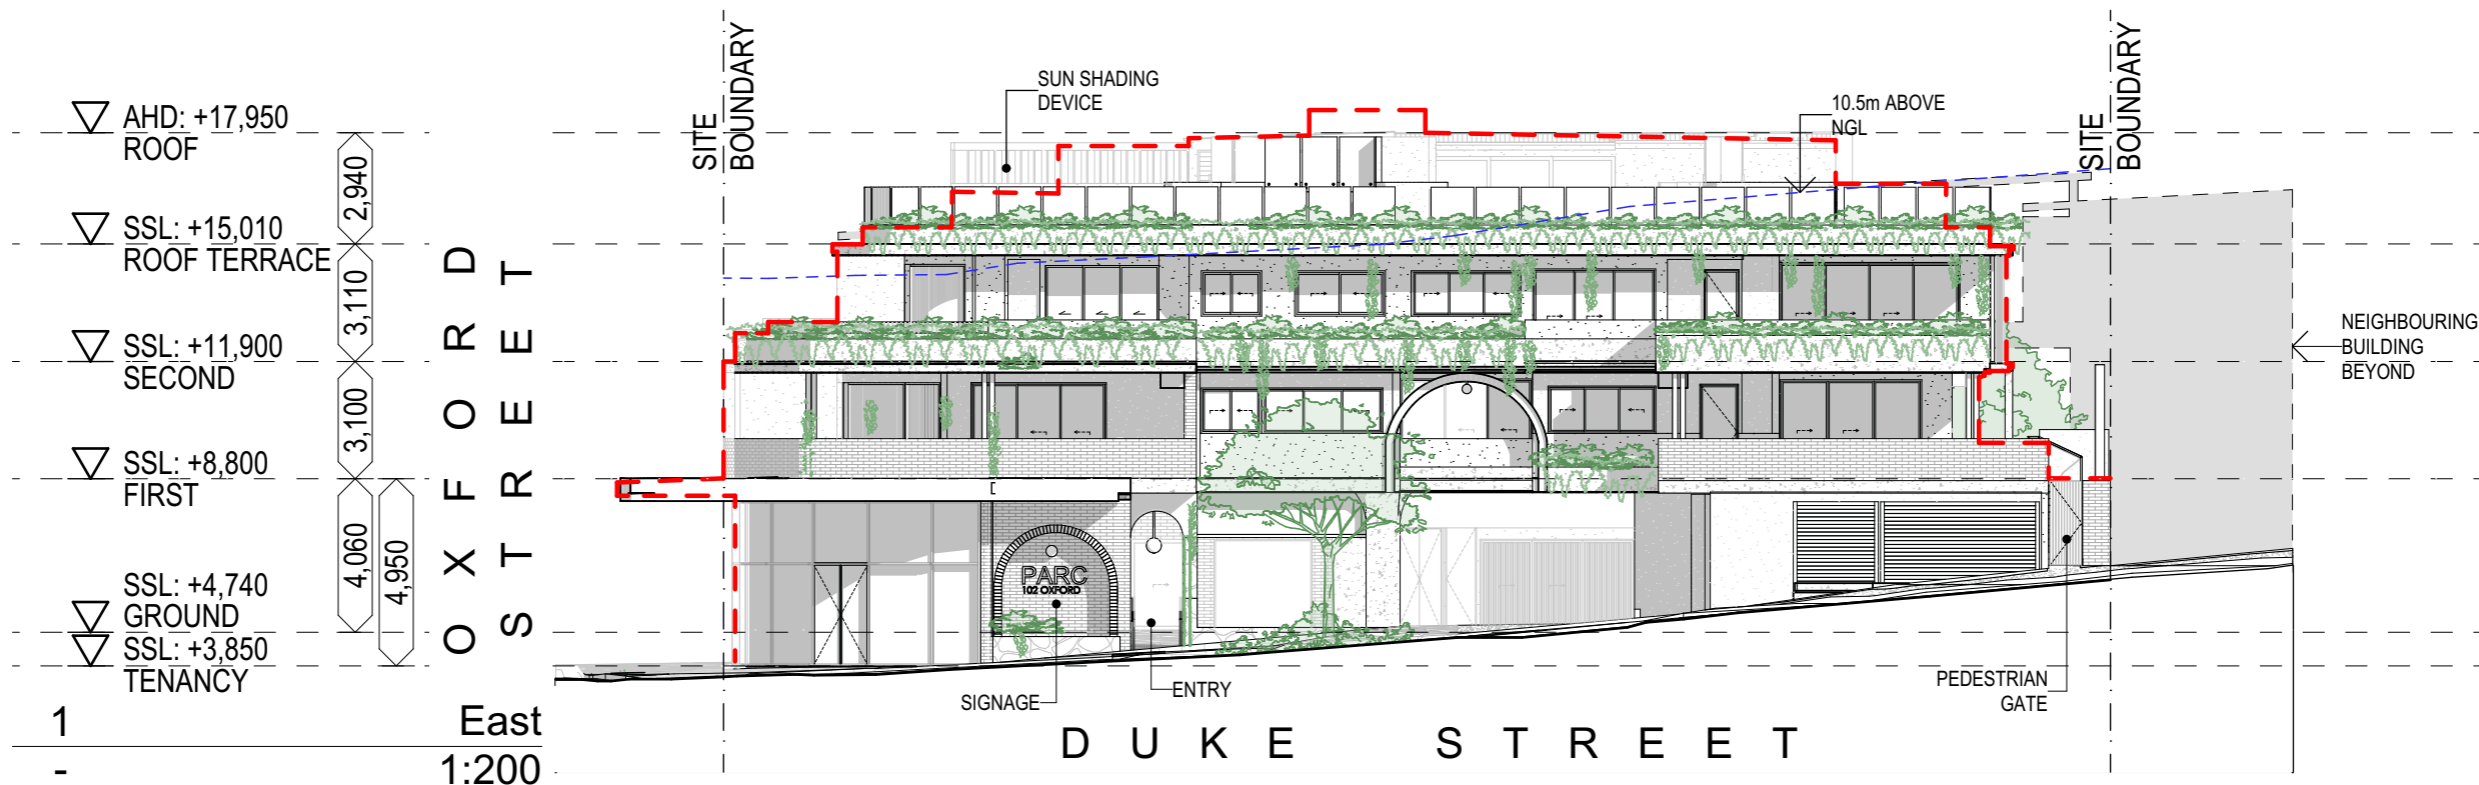 AHD: +17,950
ROOF
2,940
SSL: +15,010
ROOF TERRACE
3,110
SSL: +11,900
SECOND
3,100
SSL: +8,800
FIRST
4,060
4,950
SSL: +4,740
GROUND
SSL: +3,850
TENANCY
OXFORD
STREET
SITE
BOUNDARY
SUN SHADING
DEVICE
10.5m ABOVE
NGL
SITE
BOUNDARY
NEIGHBOURING
BUILDING
BEYOND
PARC
102 OXFORD
SIGNAGE
ENTRY
PEDESTRIAN
GATE
DUKE STREET
1
East
-
1:200